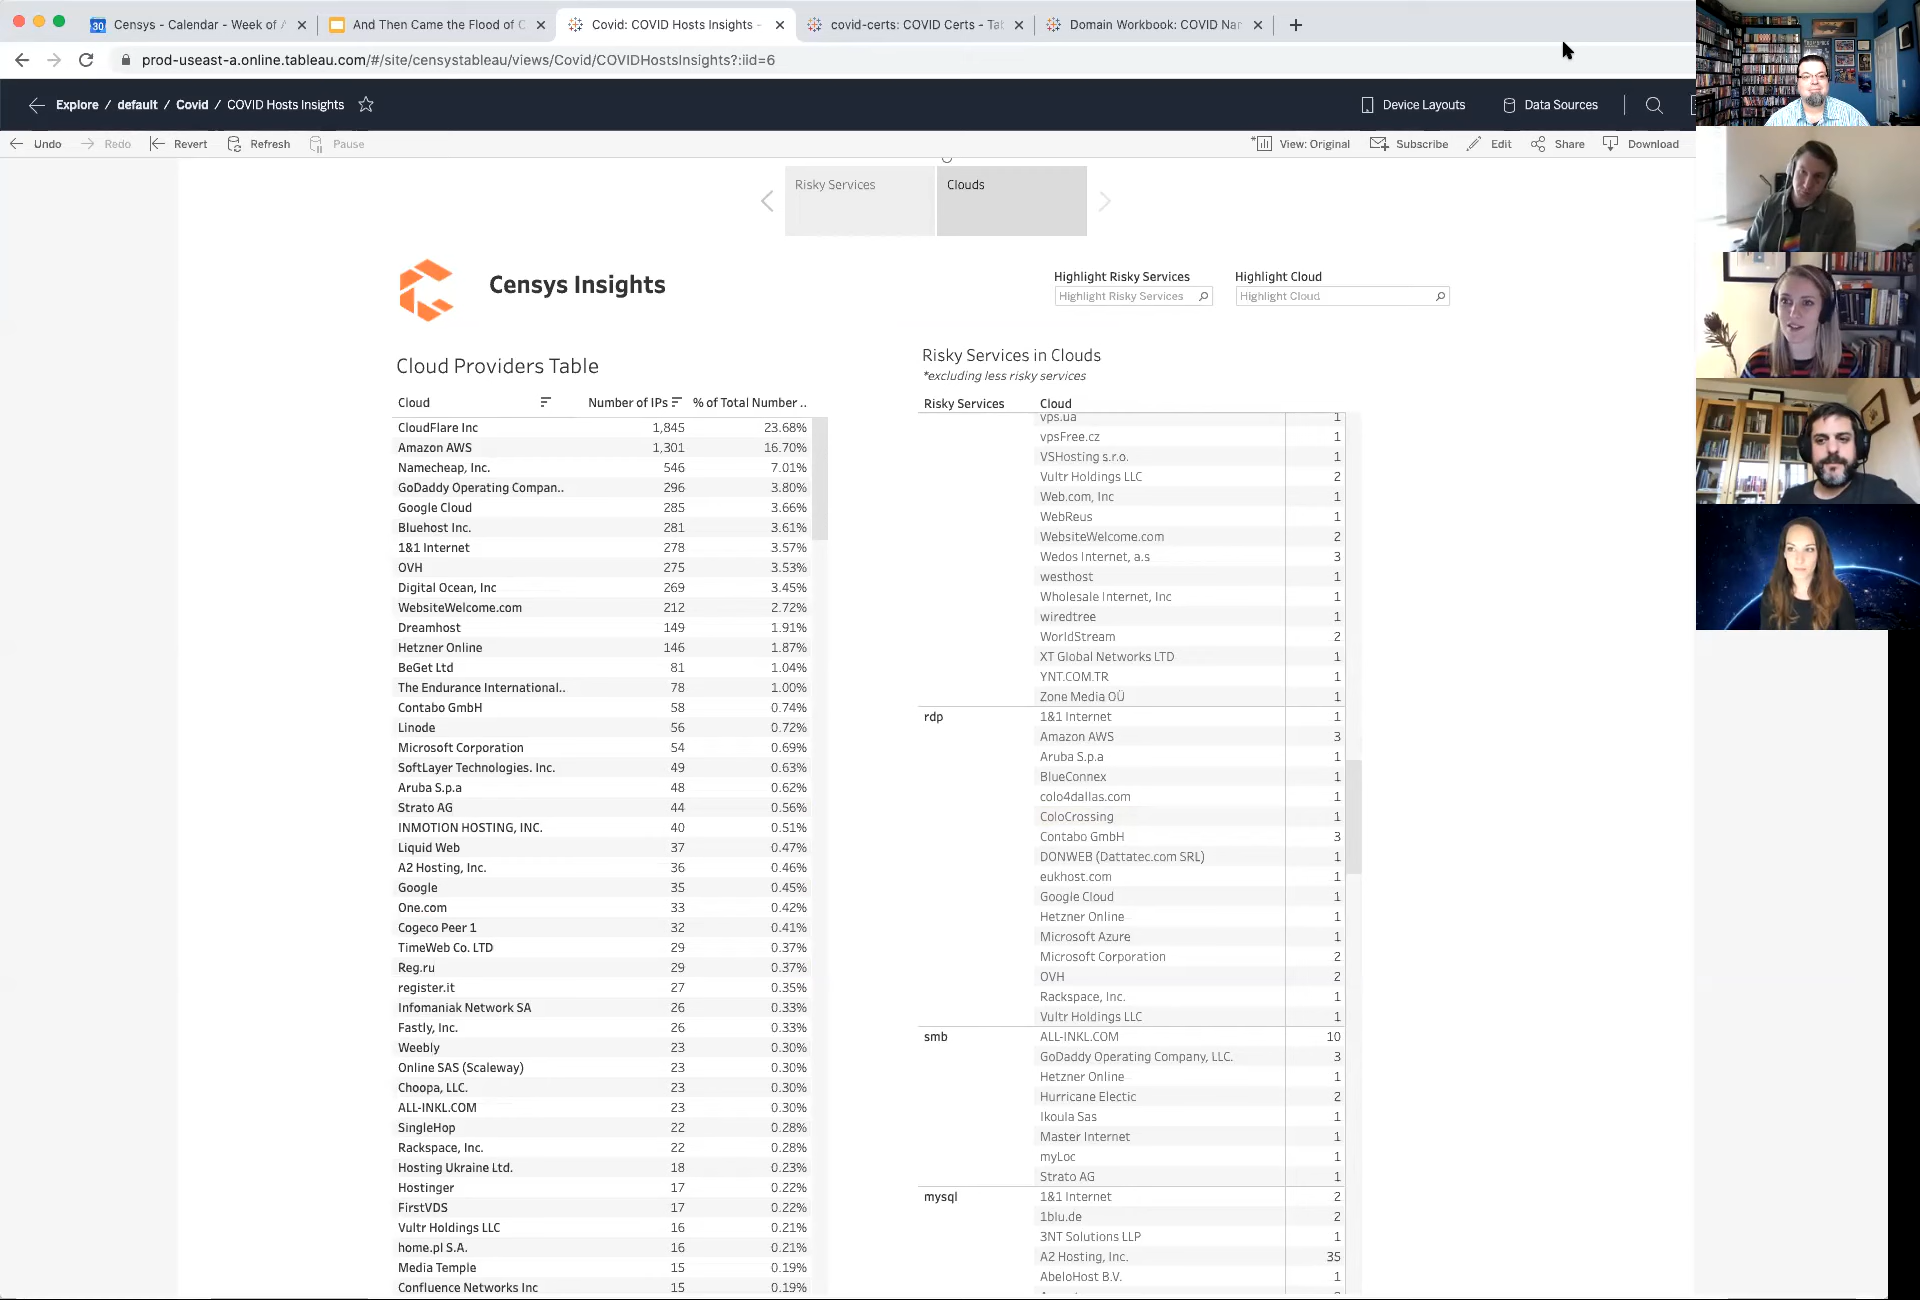 Censys - Calendar - Week of A
And Then Came the Flood of C
Covid: COVID Hosts Insights -
covid-certs: COVID Certs - Tab
Domain Workbook: COVID Nam
prod-useast-a.online.tableau.com/#/site/censystableau/views/Covid/COVIDHostsInsights?:iid=6
Explore / default / Covid / COVID Hosts Insights
Device Layouts
Data Sources
Undo
Redo
Revert
Refresh
Pause
View: Original
Subscribe
Edit
Share
Download
Risky Services
Clouds
Censys Insights
Highlight Risky Services
Highlight Risky Services
Highlight Cloud
Highlight Cloud
Cloud Providers Table
Cloud Number of IPs % of Total Number ..
CloudFlare Inc 1,845 23.68%
Amazon AWS 1,301 16.70%
Namecheap, Inc. 546 7.01%
GoDaddy Operating Compan.. 296 3.80%
Google Cloud 285 3.66%
Bluehost Inc. 281 3.61%
1&1 Internet 278 3.57%
OVH 275 3.53%
Digital Ocean, Inc 269 3.45%
WebsiteWelcome.com 212 2.72%
Dreamhost 149 1.91%
Hetzner Online 146 1.87%
BeGet Ltd 81 1.04%
The Endurance International.. 78 1.00%
Contabo GmbH 58 0.74%
Linode 56 0.72%
Microsoft Corporation 54 0.69%
SoftLayer Technologies. Inc. 49 0.63%
Aruba S.p.a 48 0.62%
Strato AG 44 0.56%
INMOTION HOSTING, INC. 40 0.51%
Liquid Web 37 0.47%
A2 Hosting, Inc. 36 0.46%
Google 35 0.45%
One.com 33 0.42%
Cogeco Peer 1 32 0.41%
TimeWeb Co. LTD 29 0.37%
Reg.ru 29 0.37%
register.it 27 0.35%
Infomaniak Network SA 26 0.33%
Fastly, Inc. 26 0.33%
Weebly 23 0.30%
Online SAS (Scaleway) 23 0.30%
Choopa, LLC. 23 0.30%
ALL-INKL.COM 23 0.30%
SingleHop 22 0.28%
Rackspace, Inc. 22 0.28%
Hosting Ukraine Ltd. 18 0.23%
Hostinger 17 0.22%
FirstVDS 17 0.22%
Vultr Holdings LLC 16 0.21%
home.pl S.A. 16 0.21%
Media Temple 15 0.19%
Confluence Networks Inc 15 0.19%
Risky Services in Clouds
*excluding less risky services
Risky Services Cloud
vps.ua 1
vpsFree.cz 1
VSHosting s.r.o. 1
Vultr Holdings LLC 2
Web.com, Inc 1
WebReus 1
WebsiteWelcome.com 2
Wedos Internet, a.s 3
westhost 1
Wholesale Internet, Inc 1
wiredtree 1
WorldStream 2
XT Global Networks LTD 1
YNT.COM.TR 1
Zone Media OÜ 1
rdp 1&1 Internet 1
Amazon AWS 3
Aruba S.p.a 1
BlueConnex 1
colo4dallas.com 1
ColoCrossing 1
Contabo GmbH 3
DONWEB (Dattatec.com SRL) 1
eukhost.com 1
Google Cloud 1
Hetzner Online 1
Microsoft Azure 1
Microsoft Corporation 2
OVH 2
Rackspace, Inc. 1
Vultr Holdings LLC 1
smb ALL-INKL.COM 10
GoDaddy Operating Company, LLC. 3
Hetzner Online 1
Hurricane Electic 2
Ikoula Sas 1
Master Internet 1
myLoc 1
Strato AG 1
mysql 1&1 Internet 2
1blu.de 2
3NT Solutions LLP 1
A2 Hosting, Inc. 35
AbeloHost B.V. 1